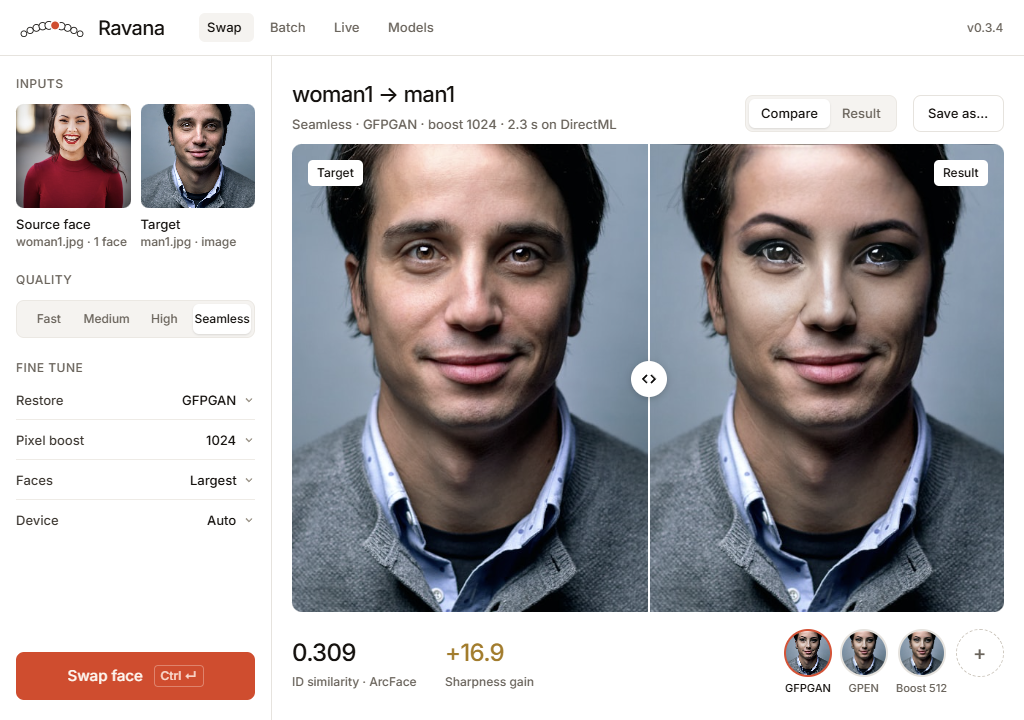 Ravana
Swap
Batch
Live
Models
v0.3.4
INPUTS
Source face
woman1.jpg · 1 face
Target
man1.jpg · image
QUALITY
Fast
Medium
High
Seamless
FINE TUNE
Restore
GFPGAN
Pixel boost
1024
Faces
Largest
Device
Auto
Swap face
Ctrl ↵
woman1 → man1
Seamless · GFPGAN · boost 1024 · 2.3 s on DirectML
Compare
Result
Save as...
Target
Result
0.309
ID similarity · ArcFace
+16.9
Sharpness gain
GFPGAN
GPEN
Boost 512
+